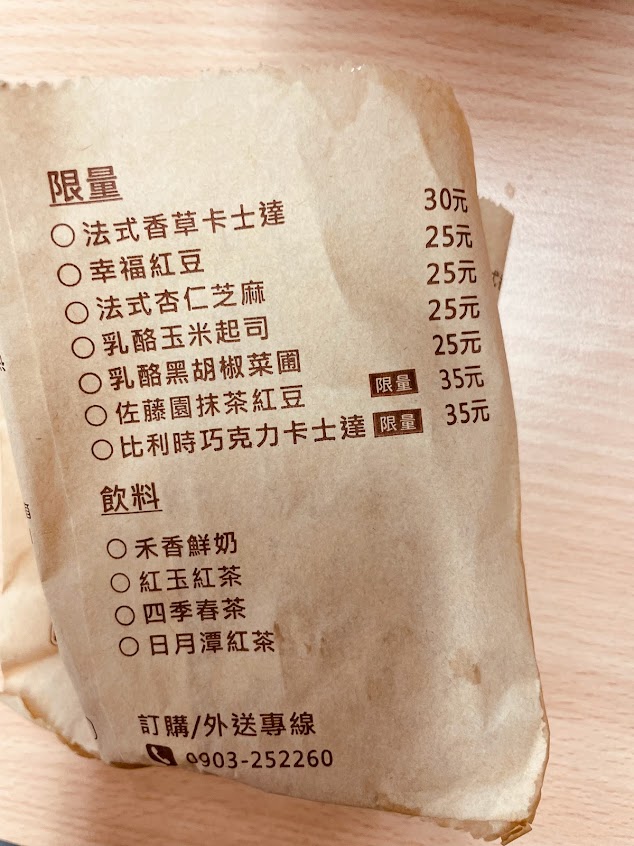 限量
○法式香草卡士達 30元
○幸福紅豆 25元
○法式杏仁芝麻 25元
○乳酪玉米起司 25元
○乳酪黑胡椒菜圃 25元
○佐藤園抹茶紅豆 限量 35元
○比利時巧克力卡士達 限量 35元
飲料
○禾香鮮奶
○紅玉紅茶
○四季春茶
○日月潭紅茶
訂購/外送專線
0903-252260